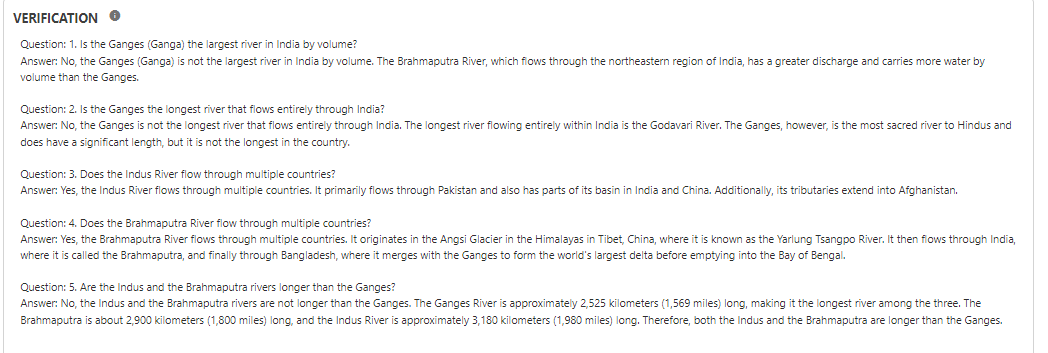 VERIFICATION
Question: 1. Is the Ganges (Ganga) the largest river in India by volume?
Answer: No, the Ganges (Ganga) is not the largest river in India by volume. The Brahmaputra River, which flows through the northeastern region of India, has a greater discharge and carries more water by
volume than the Ganges.
Question: 2. Is the Ganges the longest river that flows entirely through India?
Answer: No, the Ganges is not the longest river that flows entirely through India. The longest river flowing entirely within India is the Godavari River. The Ganges, however, is the most sacred river to Hindus and
does have a significant length, but it is not the longest in the country.
Question: 3. Does the Indus River flow through multiple countries?
Answer: Yes, the Indus River flows through multiple countries. It primarily flows through Pakistan and also has parts of its basin in India and China. Additionally, its tributaries extend into Afghanistan.
Question: 4. Does the Brahmaputra River flow through multiple countries?
Answer: Yes, the Brahmaputra River flows through multiple countries. It originates in the Angsi Glacier in the Himalayas in Tibet, China, where it is known as the Yarlung Tsangpo River. It then flows through India,
where it is called the Brahmaputra, and finally through Bangladesh, where it merges with the Ganges to form the world's largest delta before emptying into the Bay of Bengal.
Question: 5. Are the Indus and the Brahmaputra rivers longer than the Ganges?
Answer: No, the Indus and the Brahmaputra rivers are not longer than the Ganges. The Ganges River is approximately 2,525 kilometers (1,569 miles) long, making it the longest river among the three. The
Brahmaputra is about 2,900 kilometers (1,800 miles) long, and the Indus River is approximately 3,180 kilometers (1,980 miles) long. Therefore, both the Indus and the Brahmaputra are longer than the Ganges.